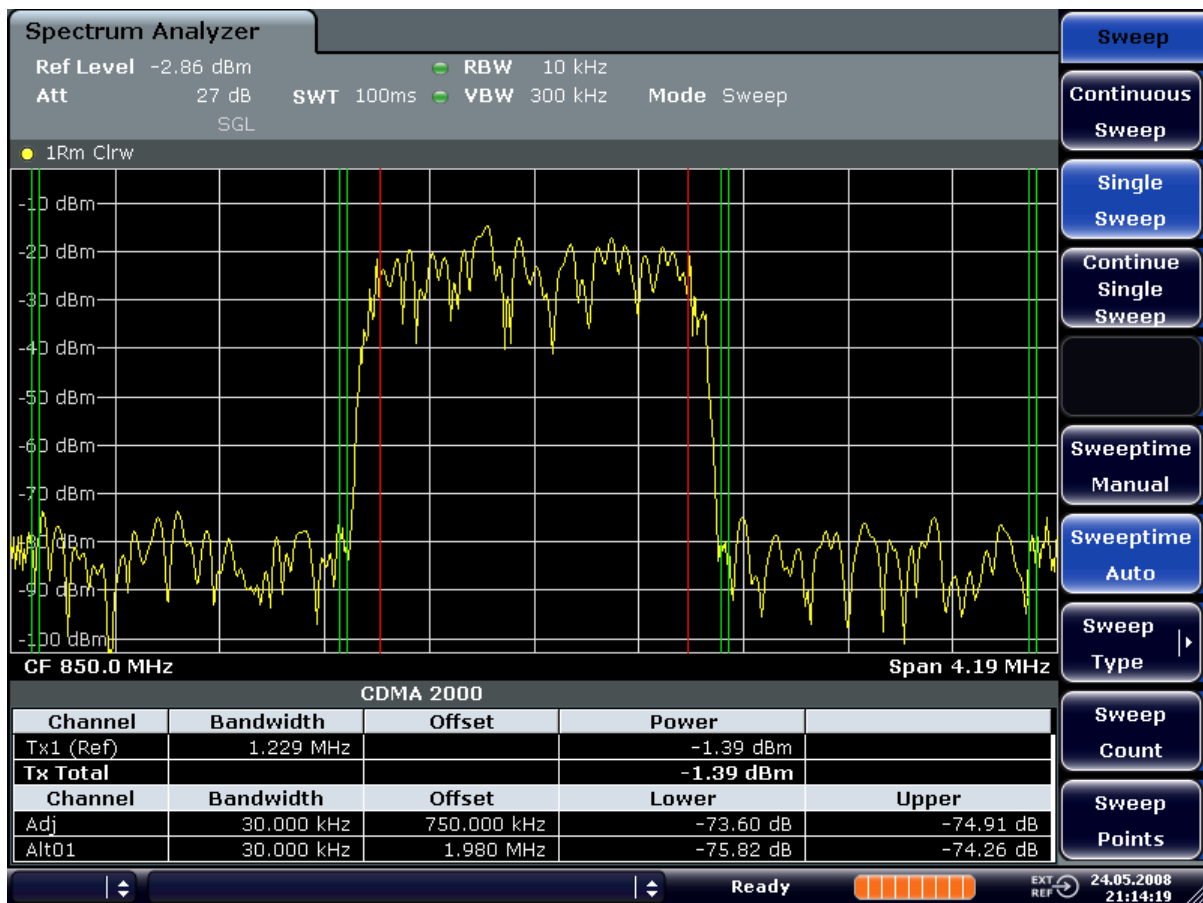 Spectrum Analyzer
Ref Level -2.86 dBm RBW 10 kHz
Att 27 dB SWT 100ms VBW 300 kHz Mode Sweep
SGL
1Rm Clrw
-10 dBm
-20 dBm
-30 dBm
-40 dBm
-50 dBm
-60 dBm
-70 dBm
-80 dBm
-90 dBm
-100 dBm
CF 850.0 MHz Span 4.19 MHz
CDMA 2000
Channel Bandwidth Offset Power
Tx1 (Ref) 1.229 MHz -1.39 dBm
Tx Total -1.39 dBm
Channel Bandwidth Offset Lower Upper
Adj 30.000 kHz 750.000 kHz -73.60 dB -74.91 dB
Alt01 30.000 kHz 1.980 MHz -75.82 dB -74.26 dB
Ready EXT REF 24.05.2008 21:14:19
Sweep
Continuous
Sweep
Single
Sweep
Continue
Single
Sweep
Sweeptime
Manual
Sweeptime
Auto
Sweep
Type
Sweep
Count
Sweep
Points